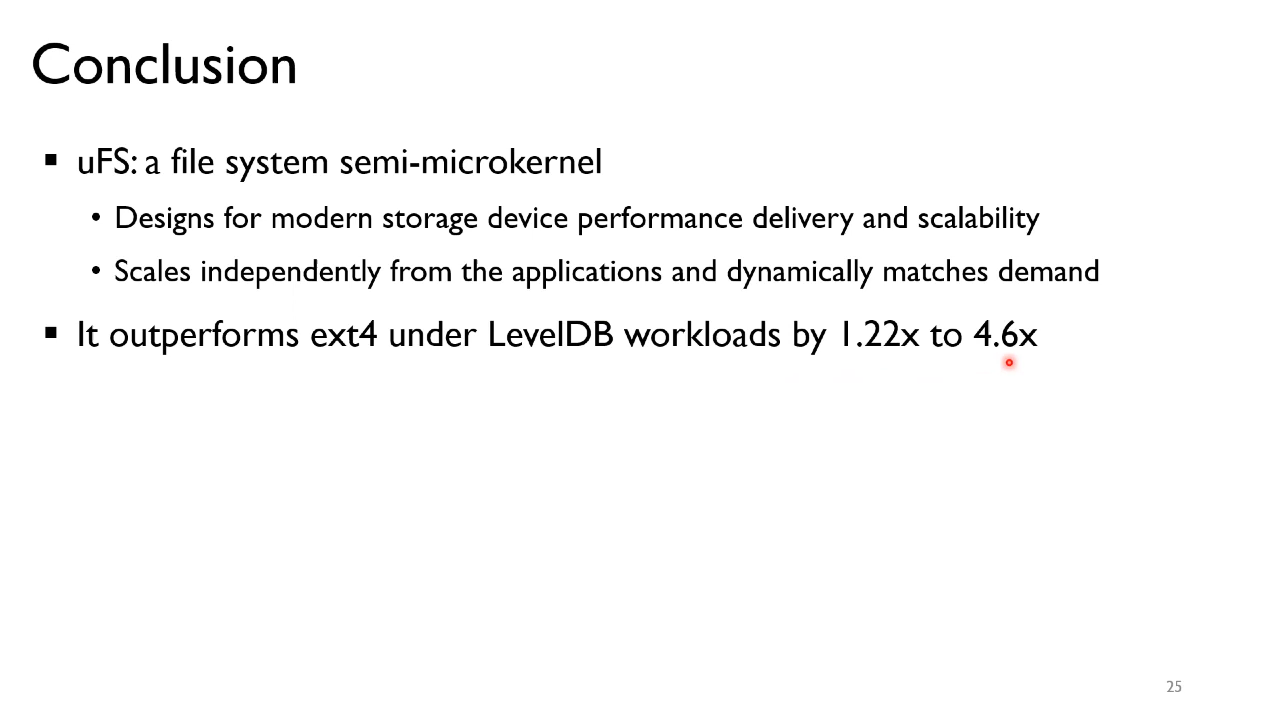 Conclusion
▪ uFS: a file system semi-microkernel
• Designs for modern storage device performance delivery and scalability
• Scales independently from the applications and dynamically matches demand
▪ It outperforms ext4 under LevelDB workloads by 1.22x to 4.6x
25